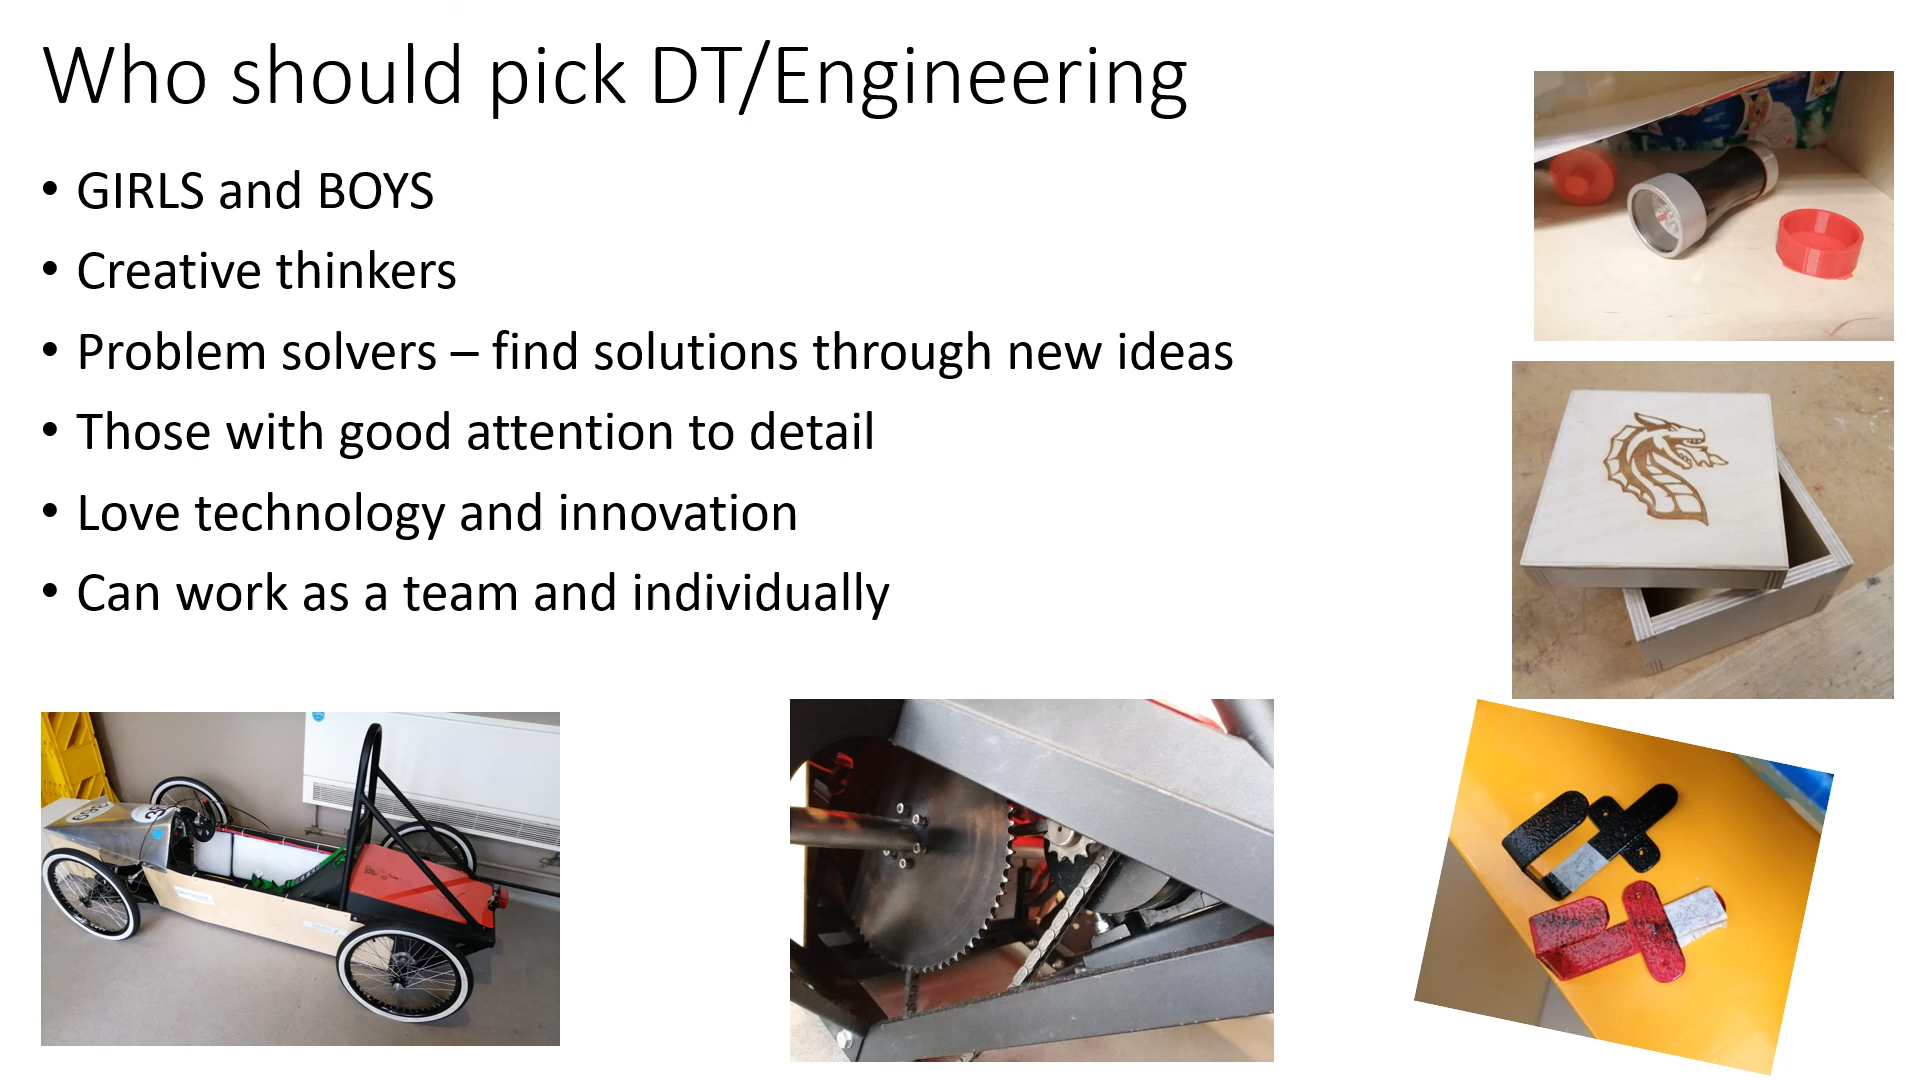 Who should pick DT/Engineering
• GIRLS and BOYS
• Creative thinkers
• Problem solvers – find solutions through new ideas
• Those with good attention to detail
• Love technology and innovation
• Can work as a team and individually